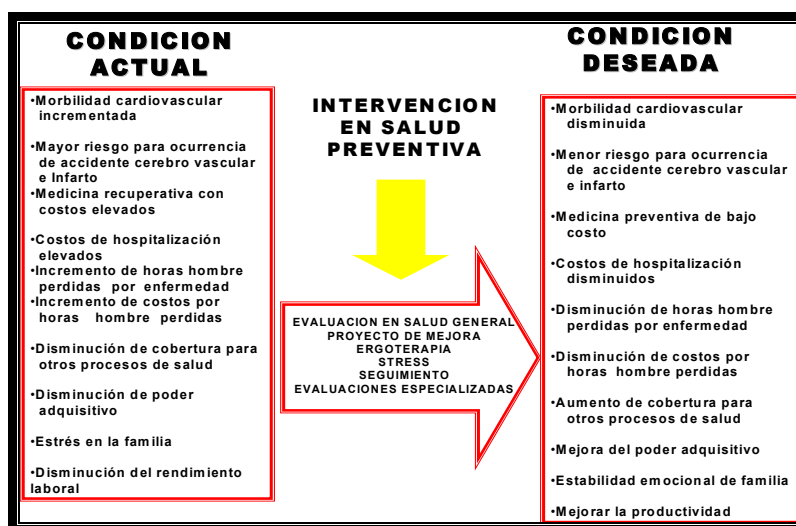 CONDICION
ACTUAL
•Morbilidad cardiovascular
incrementada
•Mayor riesgo para ocurrencia
de accidente cerebro vascular
e Infarto
•Medicina recuperativa con
costos elevados
•Costos de hospitalización
elevados
•Incremento de horas hombre
perdidas por enfermedad
•Incremento de costos por
horas hombre perdidas
•Disminución de cobertura para
otros procesos de salud
•Disminución de poder
adquisitivo
•Estrés en la familia
•Disminución del rendimiento
laboral
INTERVENCION
EN SALUD
PREVENTIVA
EVALUACION EN SALUD GENERAL
PROYECTO DE MEJORA
ERGOTERAPIA
STRESS
SEGUIMIENTO
EVALUACIONES ESPECIALIZADAS
CONDICION
DESEADA
•Morbilidad cardiovascular
disminuida
•Menor riesgo para ocurrencia
de accidente cerebro vascular
e infarto
•Medicina preventiva de bajo
costo
•Costos de hospitalización
disminuidos
•Disminución de horas hombre
perdidas por enfermedad
•Disminución de costos por
horas hombre perdidas
•Aumento de cobertura para
otros procesos de salud
•Mejora del poder adquisitivo
•Estabilidad emocional de familia
•Mejorar la productividad